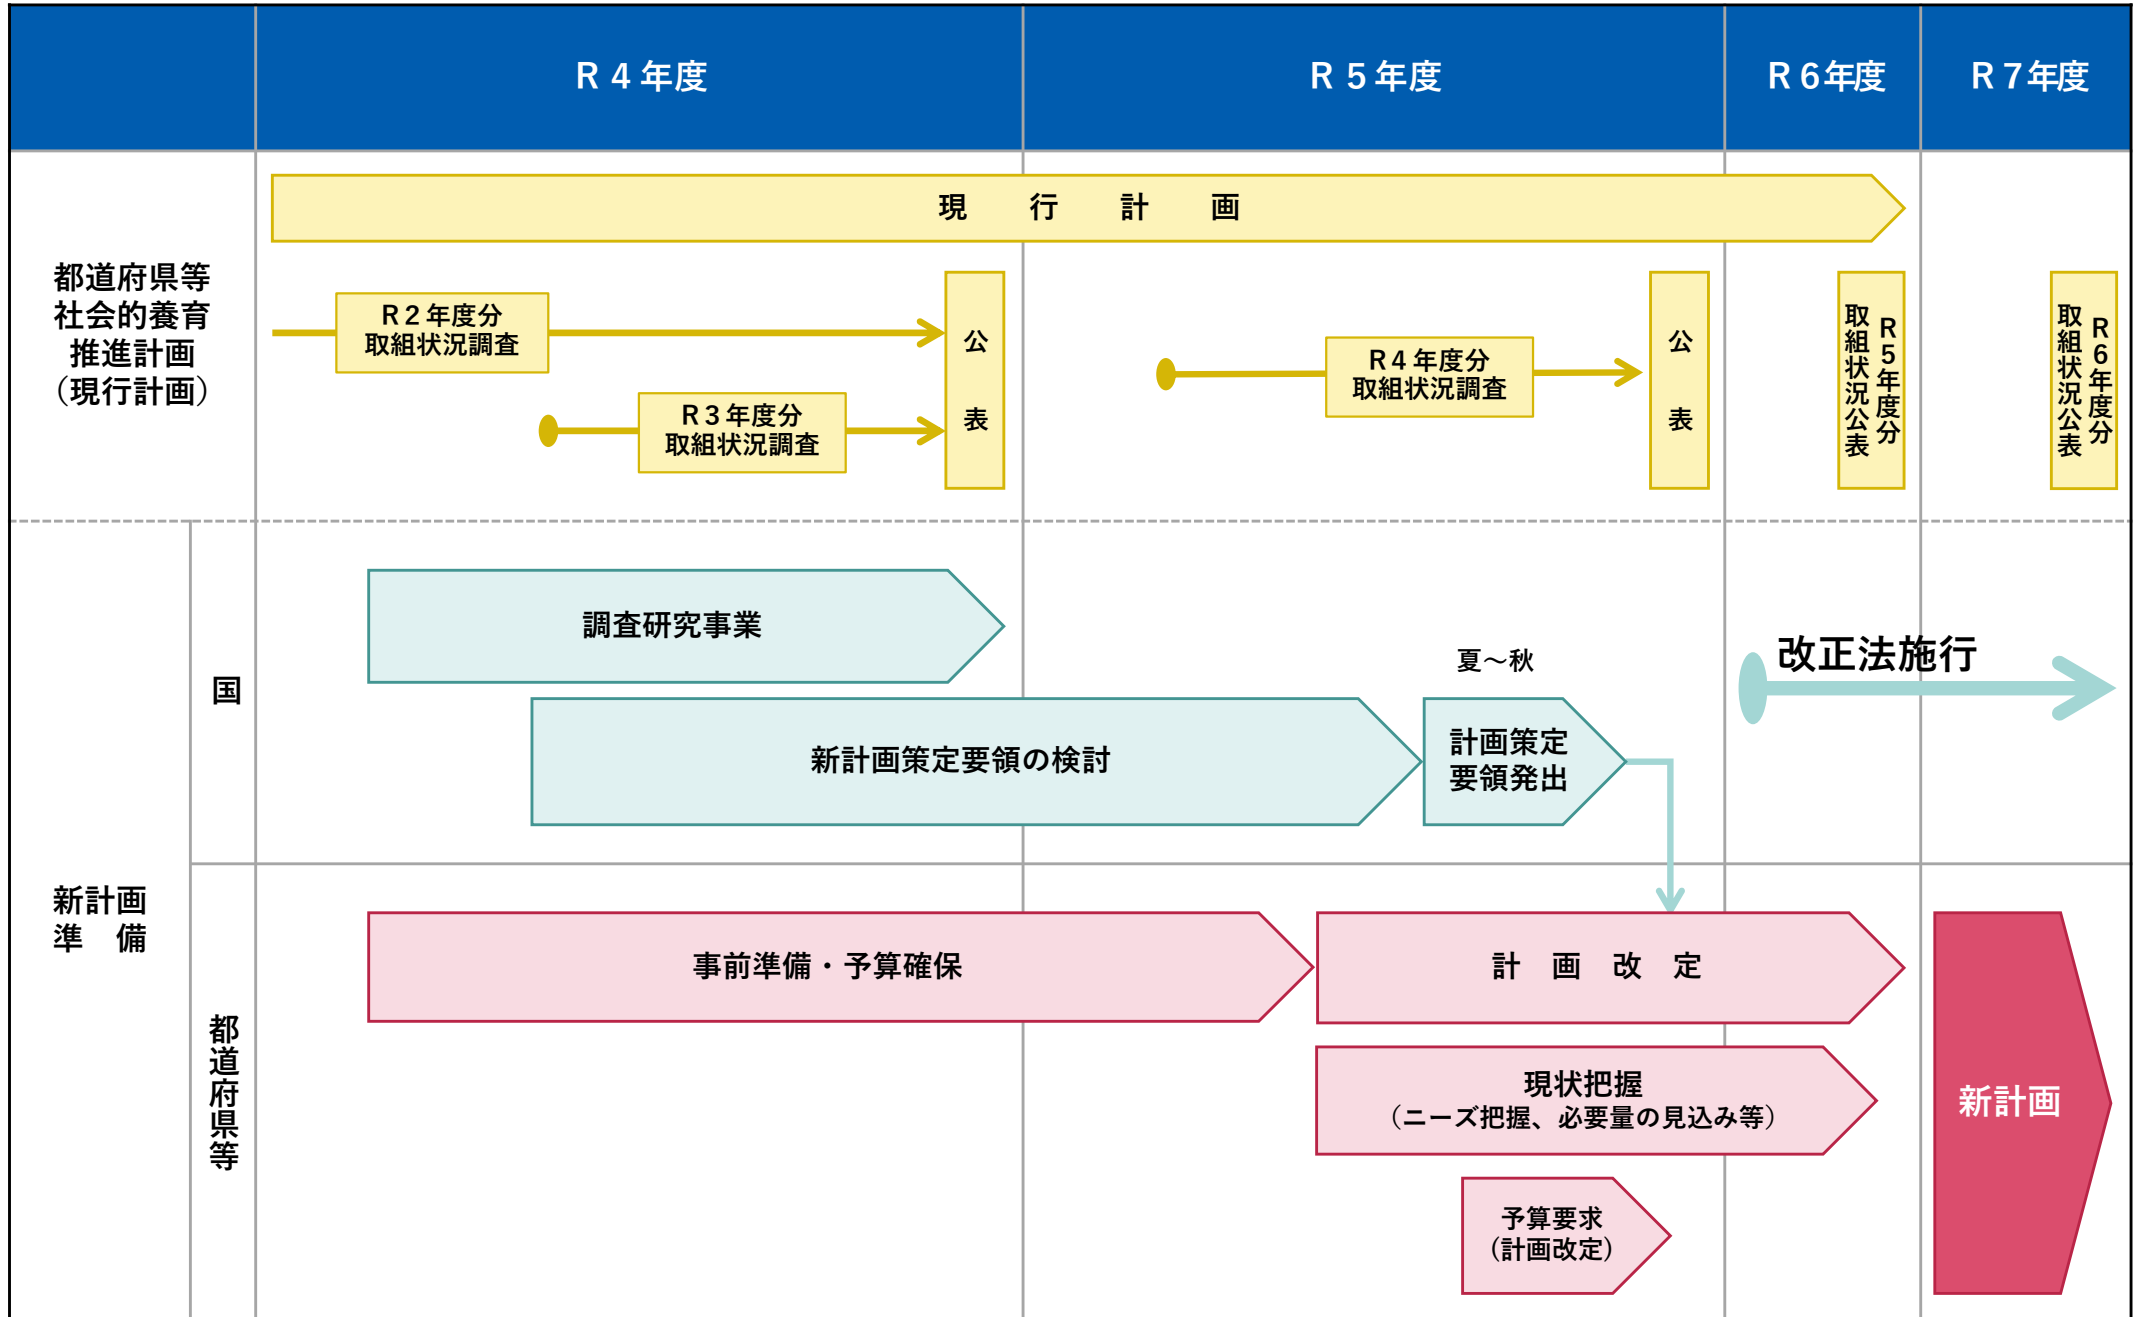 R４年度
R５年度
R６年度
R７年度
都道府県等
社会的養育
推進計画
（現行計画）
現　行　計　画
R２年度分
取組状況調査
R３年度分
取組状況調査
公表
R４年度分
取組状況調査
公表
R５年度分
取組状況公表
R６年度分
取組状況公表
新計画
準　備
国
調査研究事業
新計画策定要領の検討
夏～秋
計画策定
要領発出
改正法施行
都道府県等
事前準備・予算確保
計　画　改　定
現状把握
（ニーズ把握、必要量の見込み等）
予算要求
（計画改定）
新計画